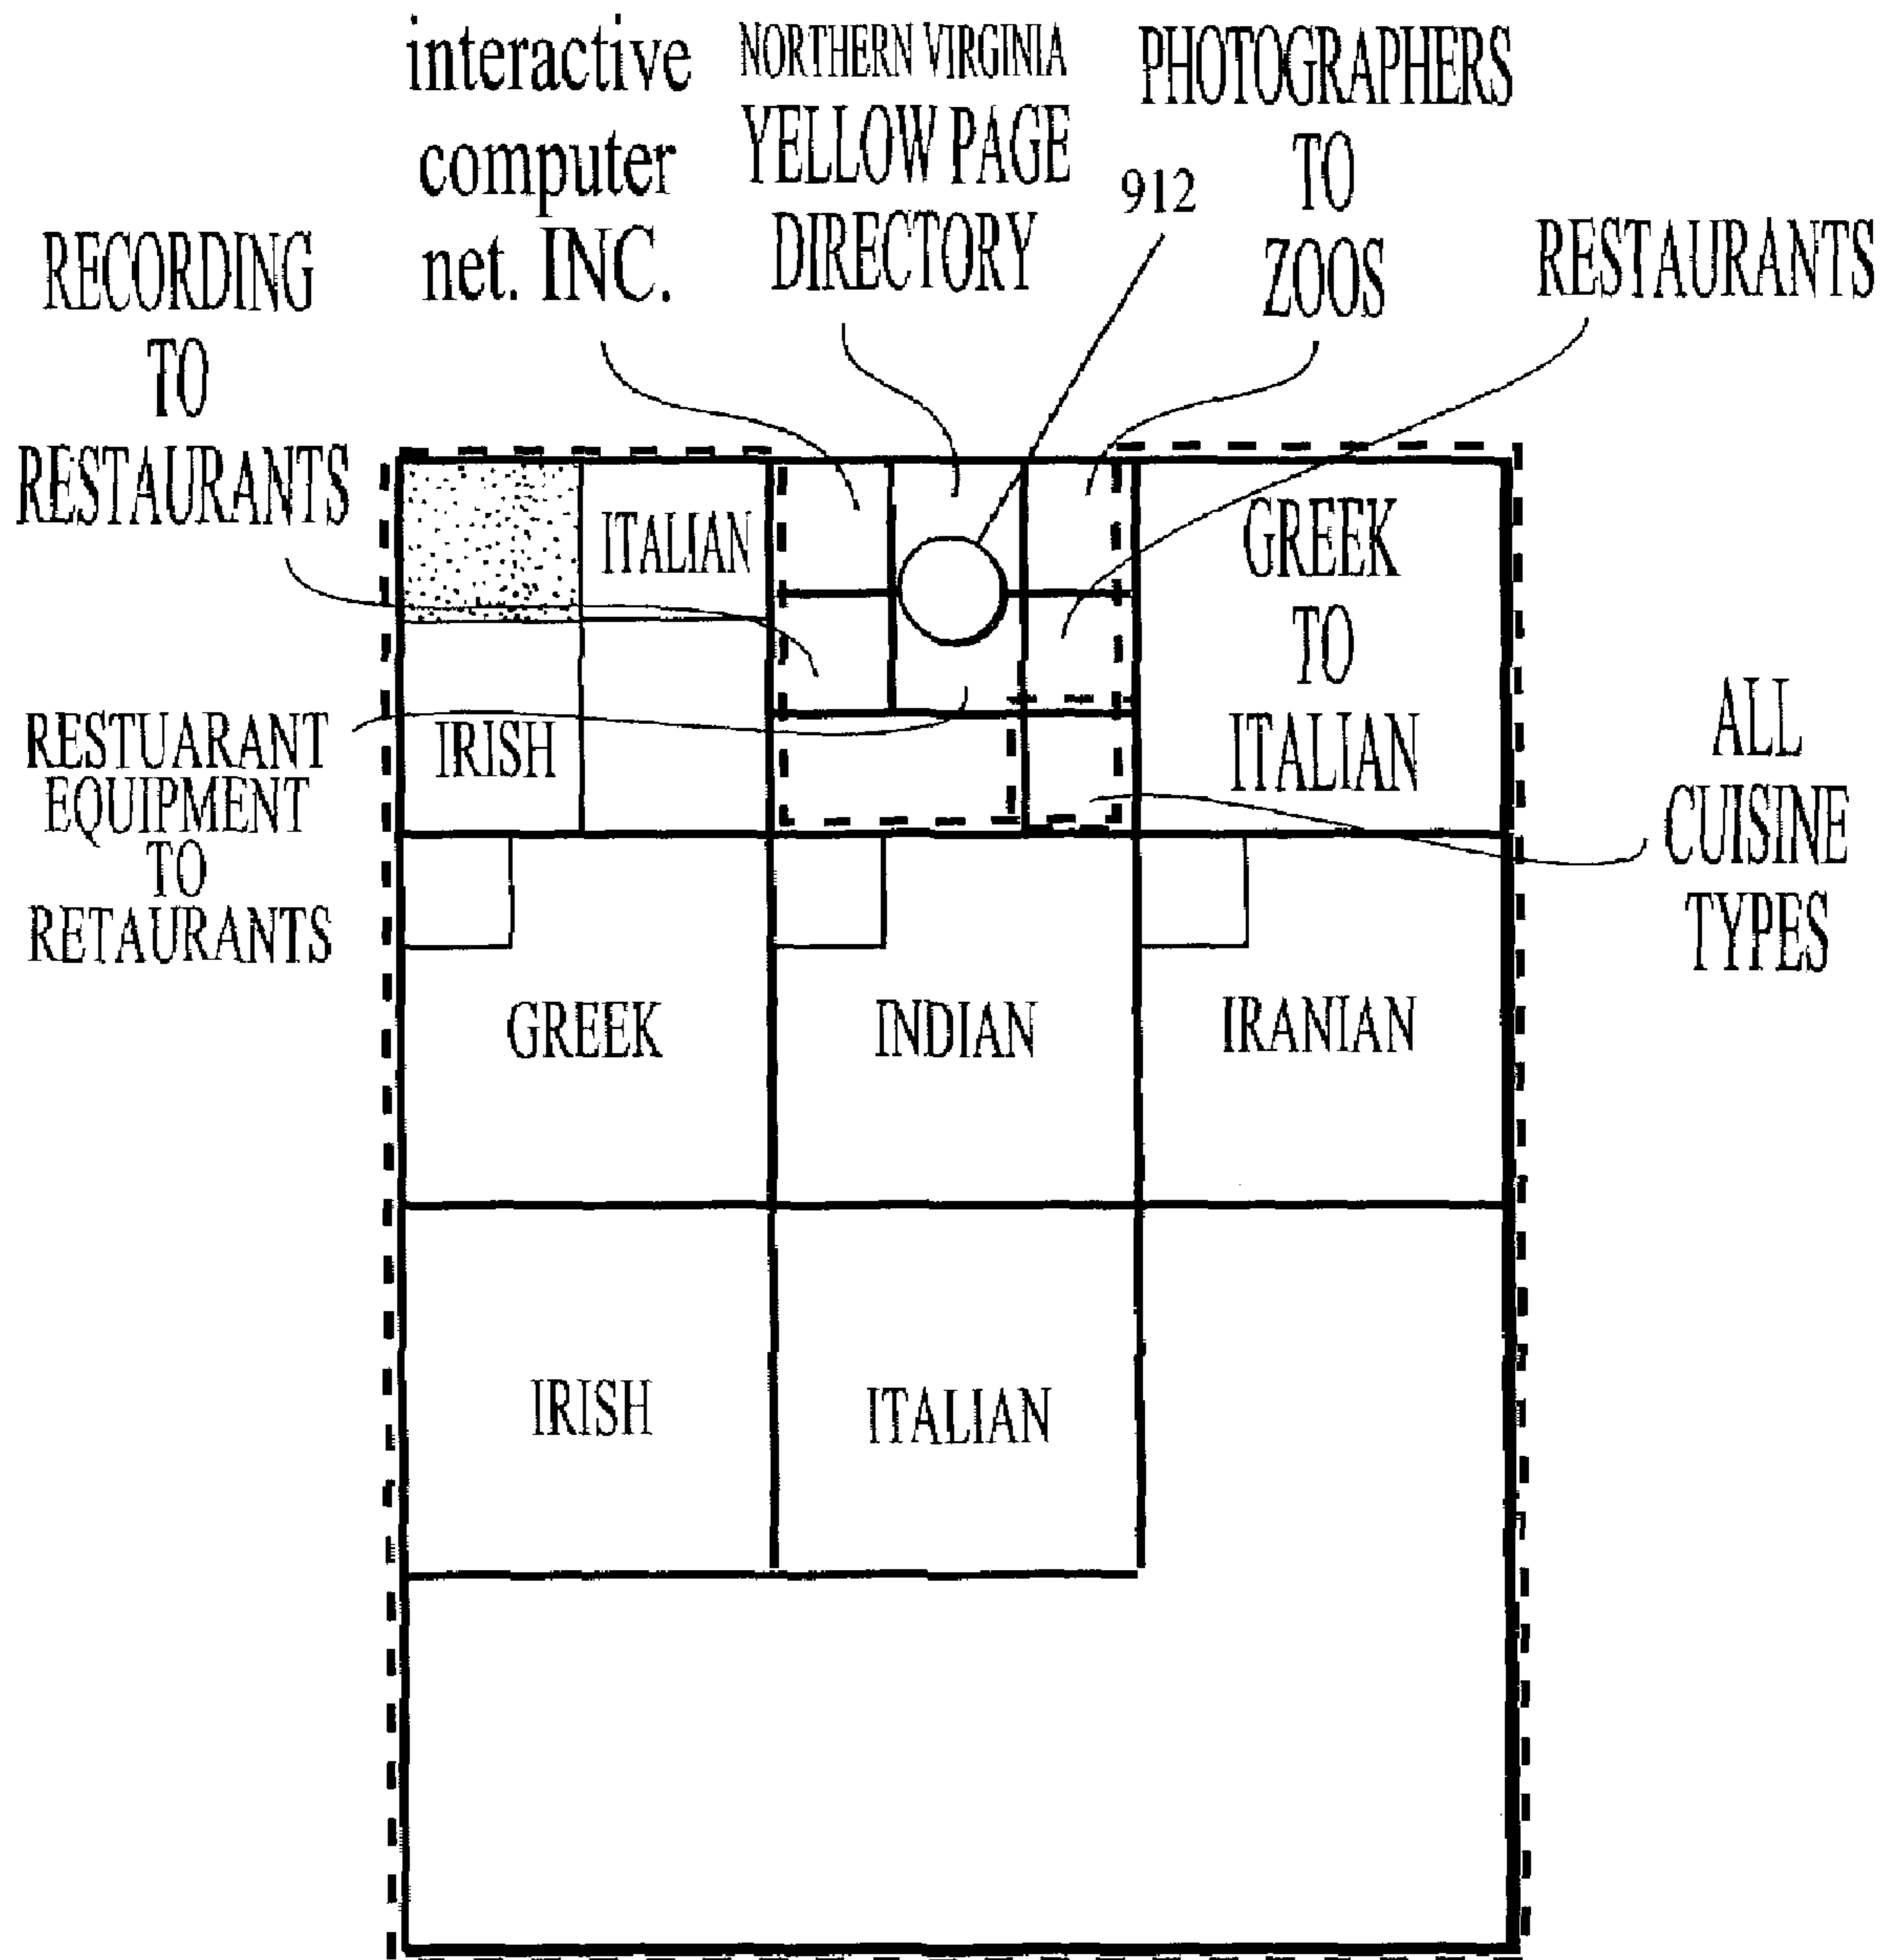 interactive
computer
net. INC.
NORTHERN VIRGINIA
YELLOW PAGE
DIRECTORY
912
PHOTOGRAPHERS
TO
ZOOS
RESTAURANTS
RECORDING
TO
RESTAURANTS
ITALIAN
GREEK
TO
ITALIAN
IRISH
RESTUARANT
EQUIPMENT
TO
RETAURANTS
ALL
CUISINE
TYPES
GREEK
INDIAN
IRANIAN
IRISH
ITALIAN